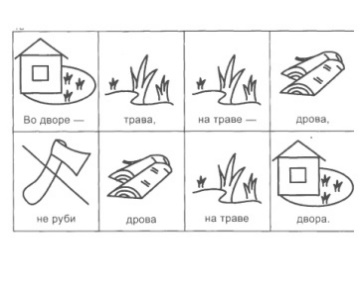 Во дворе — трава, на траве — дрова,
не руби дрова на траве двора.